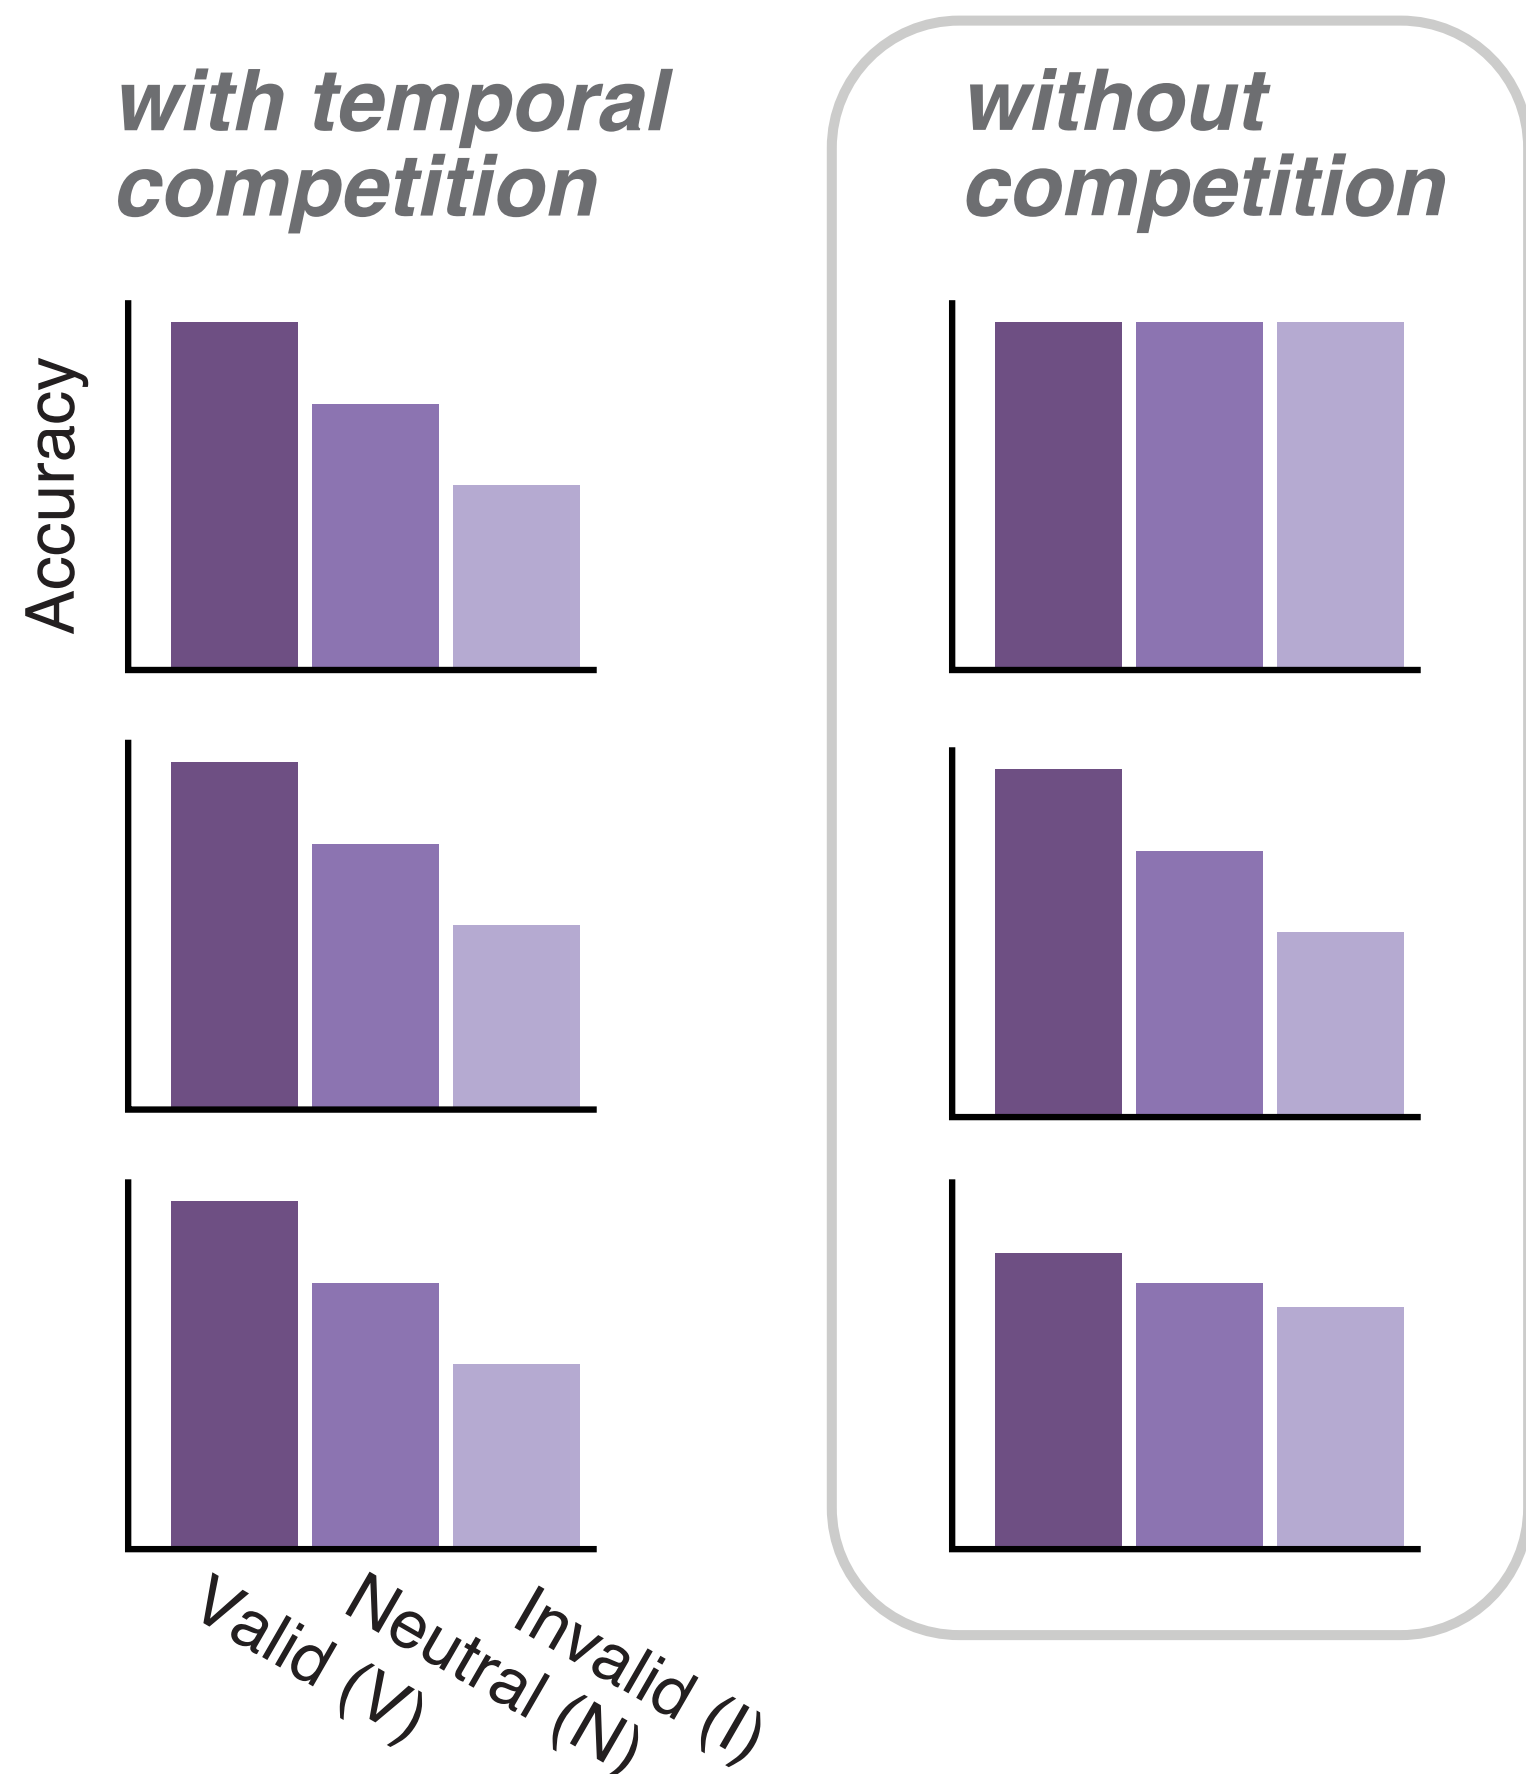 with temporal
competition
without
competition
Accuracy
Valid (V)
Neutral (N)
Invalid (I)